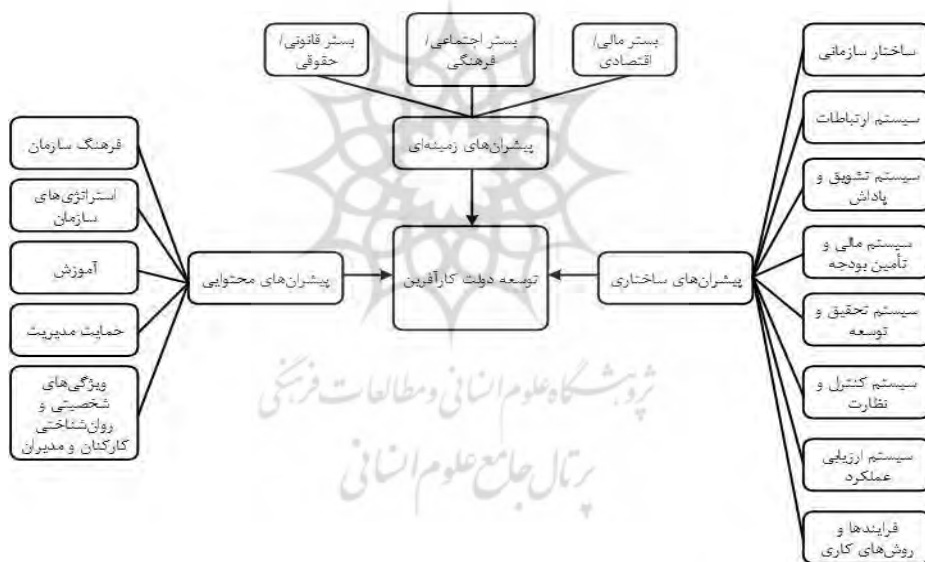 بستر قانونی/
حقوقی
بستر اجتماعی/
فرهنگی
بستر مالی/
اقتصادی
پیشران‌های زمینه‌ای
توسعه دولت کارآفرین
پیشران‌های ساختاری
ساختار سازمانی
سیستم ارتباطات
سیستم تشویق و
پاداش
سیستم مالی و
تأمین بودجه
سیستم تحقیق و
توسعه
سیستم کنترل و
نظارت
سیستم ارزیابی
عملکرد
فرایندها و
روش‌های کاری
پیشران‌های محتوایی
فرهنگ سازمان
استراتژی‌های
سازمان
آموزش
حمایت مدیریت
ویژگی‌های
شخصیتی و
روان‌شناختی
کارکنان و مدیران
پژوهشگاه علوم انسانی و مطالعات فرهنگی
پرتال جامع علوم انسانی